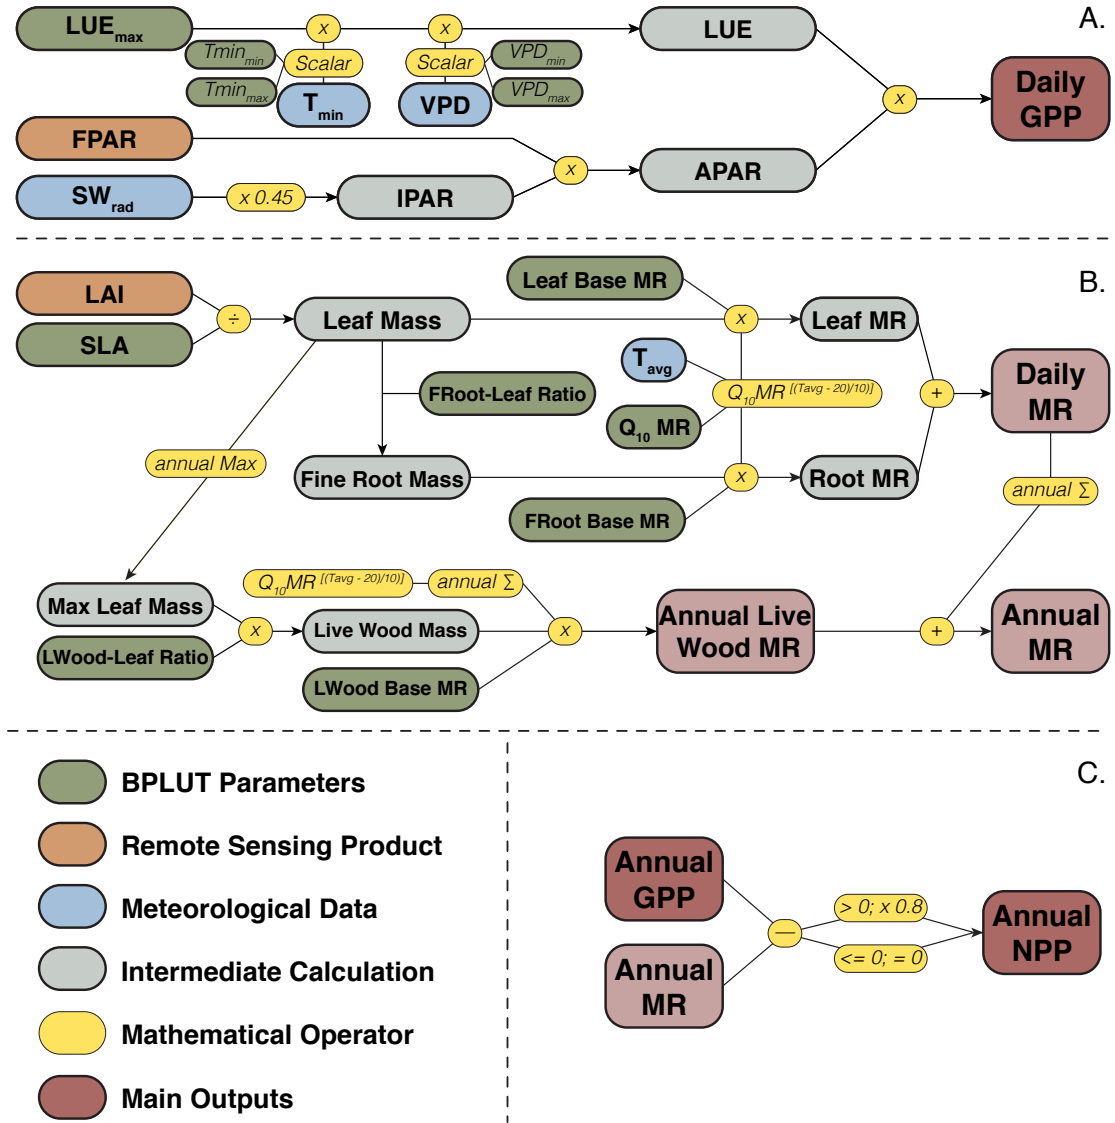 A.
LUEmax
x
x
LUE
Tminmin
Scalar
Scalar
VPDmin
Tminmax
Tmin
VPD
VPDmax
Daily
GPP
x
FPAR
x
APAR
SWrad
x 0.45
IPAR
B.
LAI
÷
SLA
Leaf Mass
Leaf Base MR
x
Leaf MR
Tavg
Q10MR [(Tavg - 20)/10)]
FRoot-Leaf Ratio
Q10 MR
+
Daily
MR
annual Max
Fine Root Mass
x
Root MR
annual Σ
FRoot Base MR
Q10MR [(Tavg - 20)/10)]
annual Σ
Max Leaf Mass
LWood-Leaf Ratio
x
Live Wood Mass
LWood Base MR
x
Annual Live
Wood MR
+
Annual
MR
BPLUT Parameters
Remote Sensing Product
Meteorological Data
Intermediate Calculation
Mathematical Operator
Main Outputs
C.
Annual
GPP
Annual
MR
—
> 0; x 0.8
<= 0; = 0
Annual
NPP